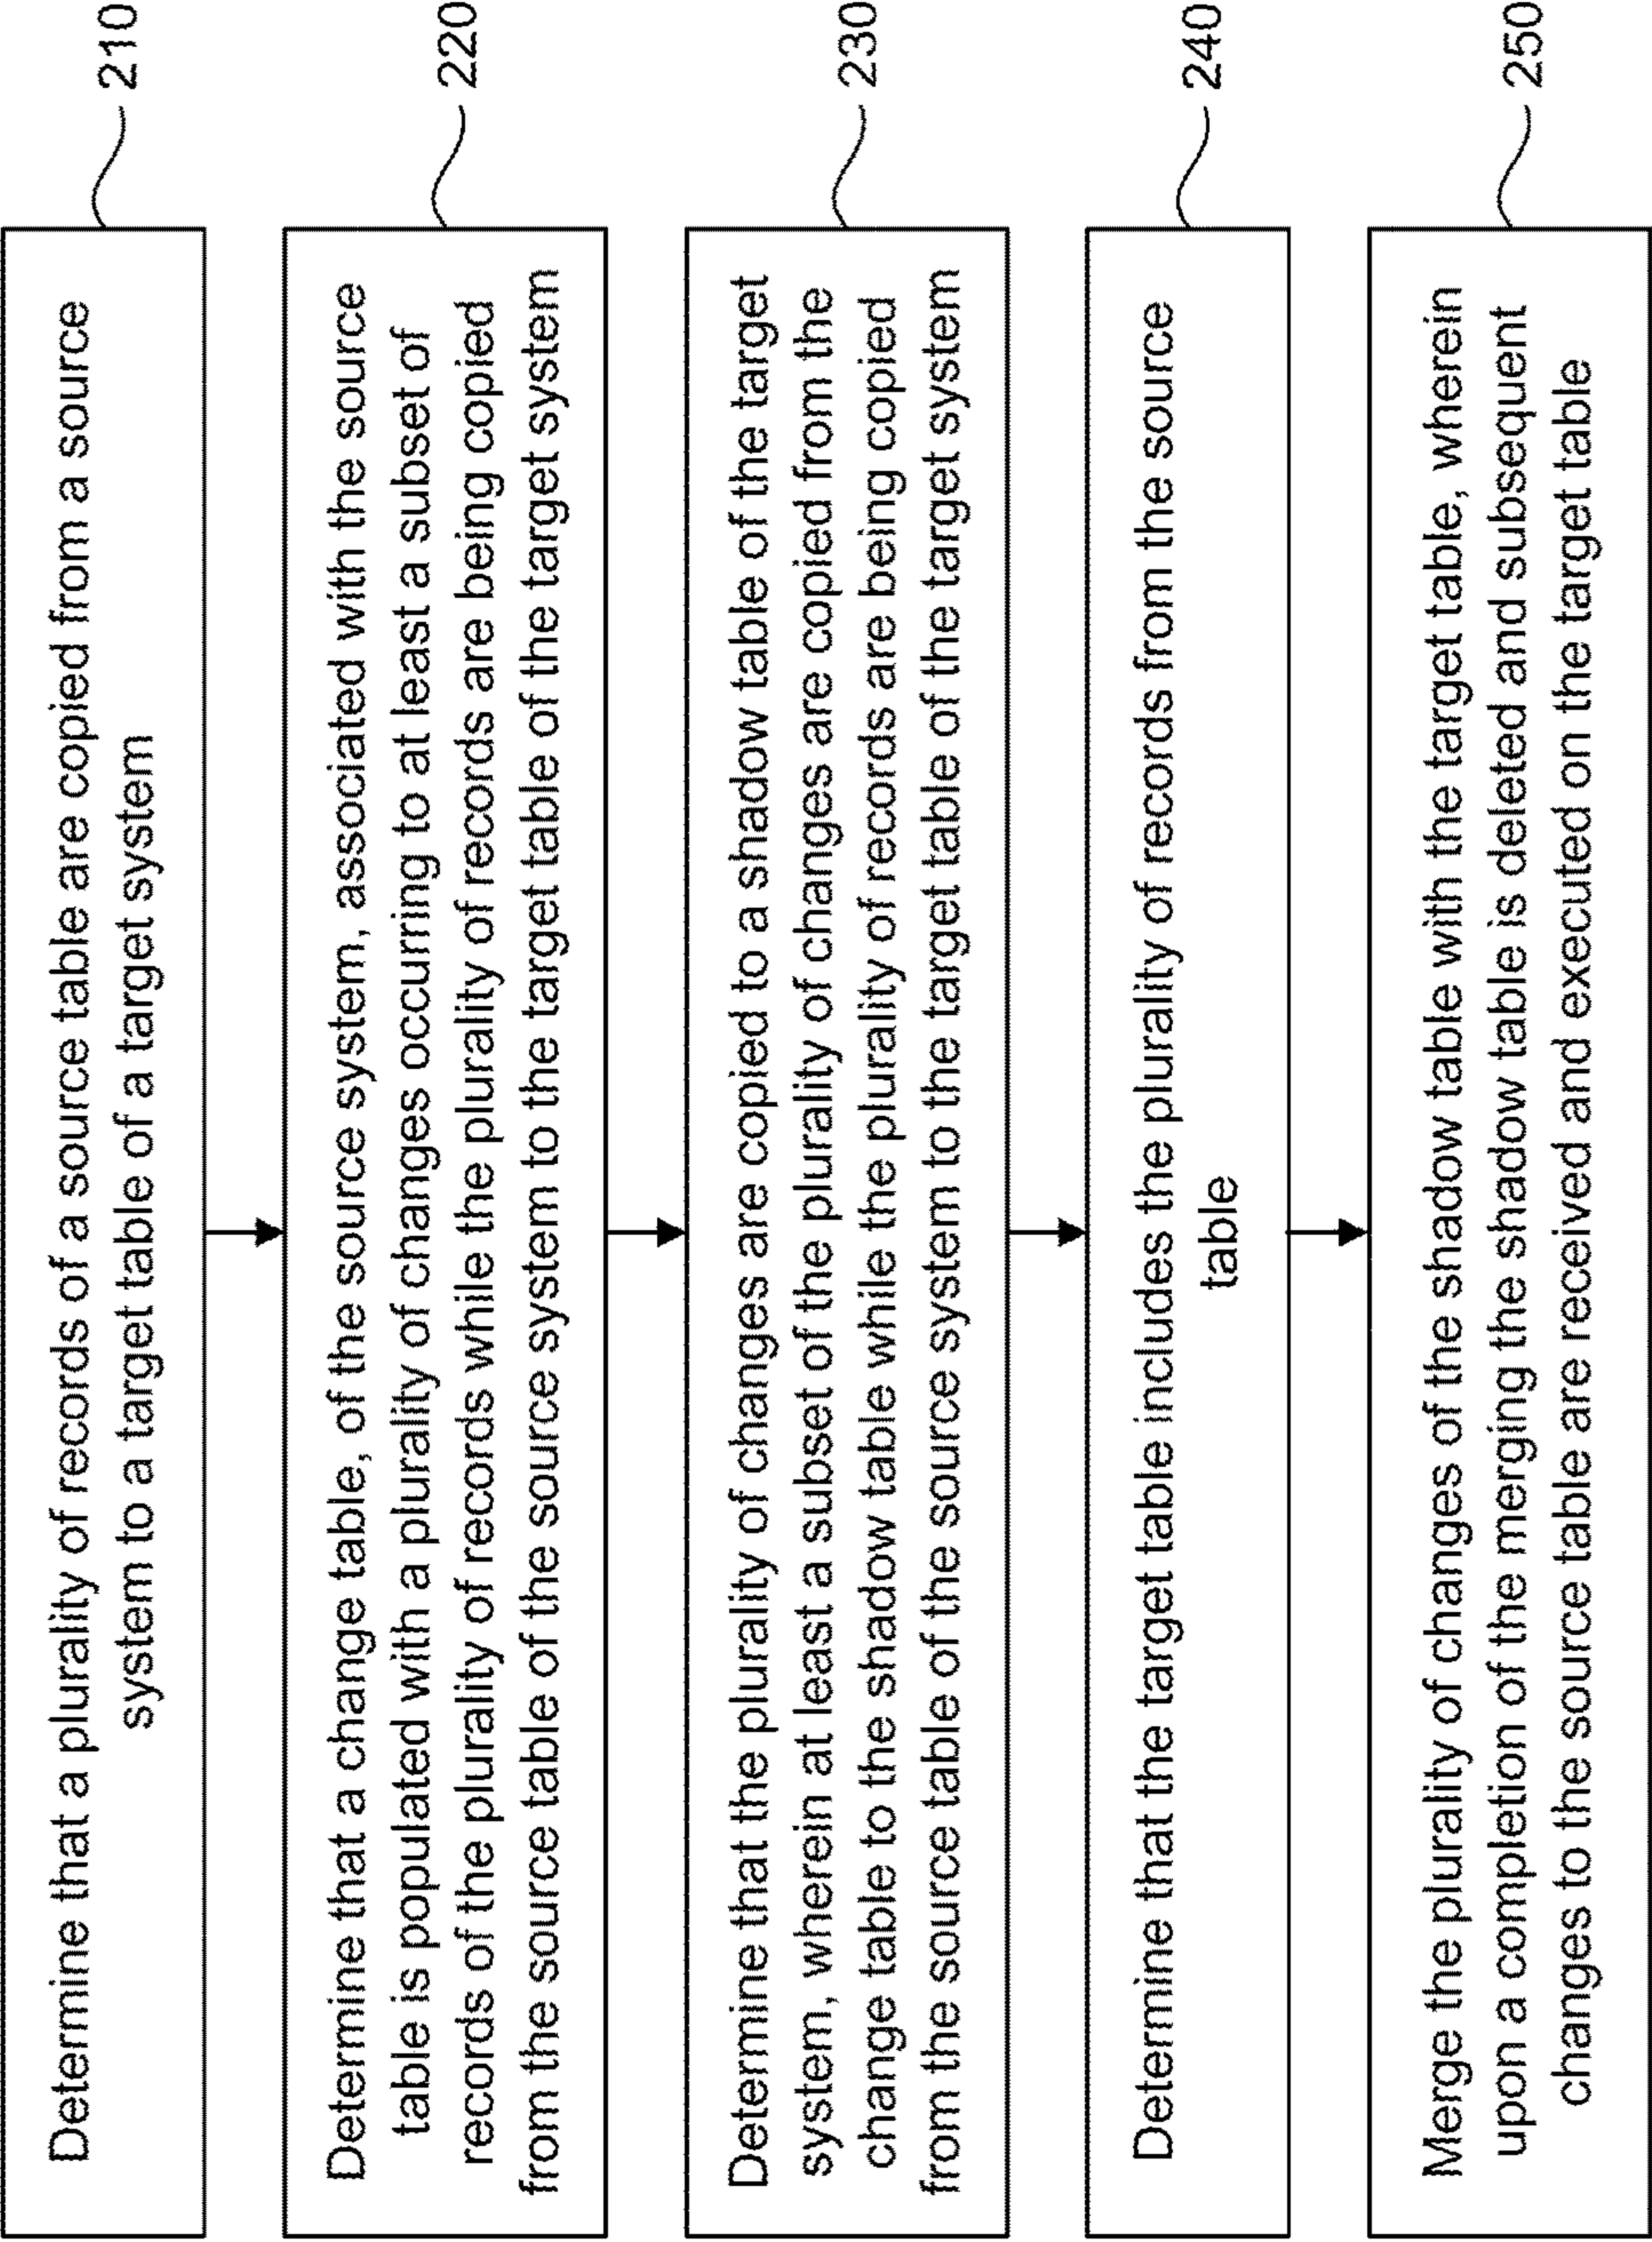 Determine that a plurality of records of a source table are copied from a source
system to a target table of a target system
210
Determine that a change table, of the source system, associated with the source
table is populated with a plurality of changes occurring to at least a subset of
records of the plurality of records while the plurality of records are being copied
from the source table of the source system to the target table of the target system
220
Determine that the plurality of changes are copied to a shadow table of the target
system, wherein at least a subset of the plurality of changes are copied from the
change table to the shadow table while the plurality of records are being copied
from the source table of the source system to the target table of the target system
230
Determine that the target table includes the plurality of records from the source
table
240
Merge the plurality of changes of the shadow table with the target table, wherein
upon a completion of the merging the shadow table is deleted and subsequent
changes to the source table are received and executed on the target table
250